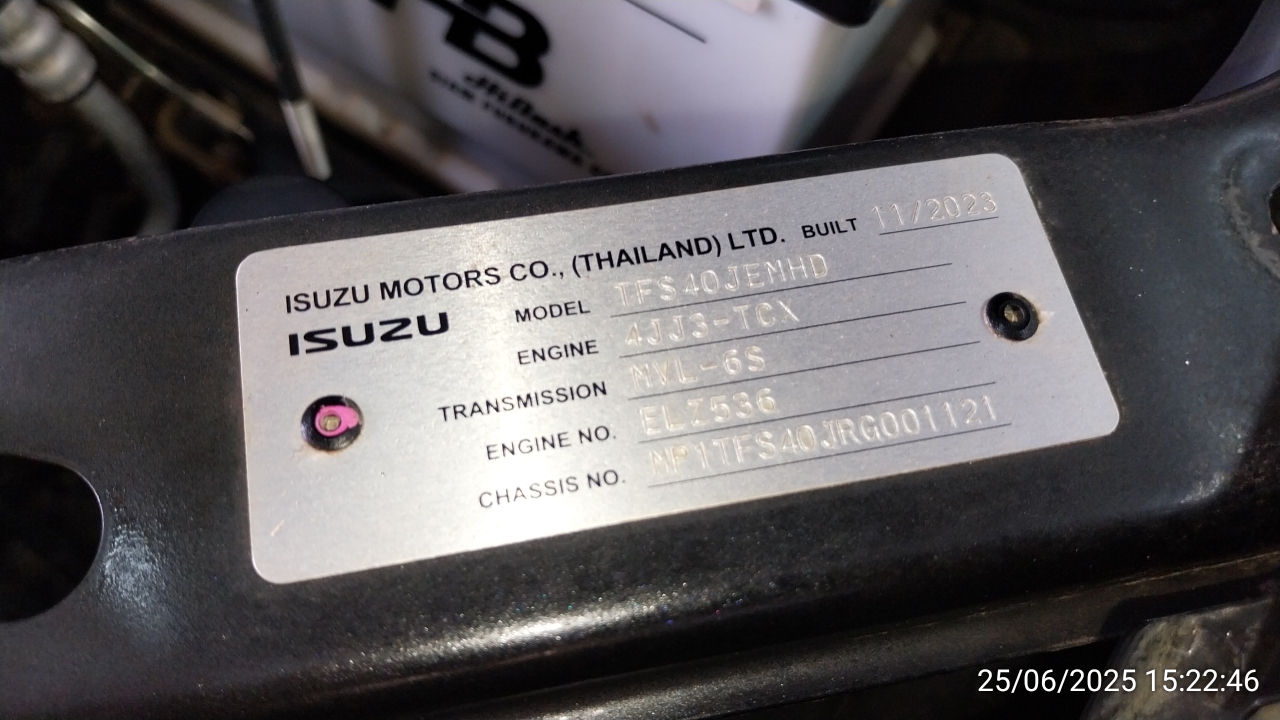 B
HiBlack
ISUZU MOTORS CO., (THAILAND) LTD. BUILT 11/2023
ISUZU
MODEL TFS40JEMHD
ENGINE 4JJ3-TCX
TRANSMISSION MVL-6S
ENGINE NO. ELZ536
CHASSIS NO. MP1TFS40JRG001121
25/06/2025 15:22:46